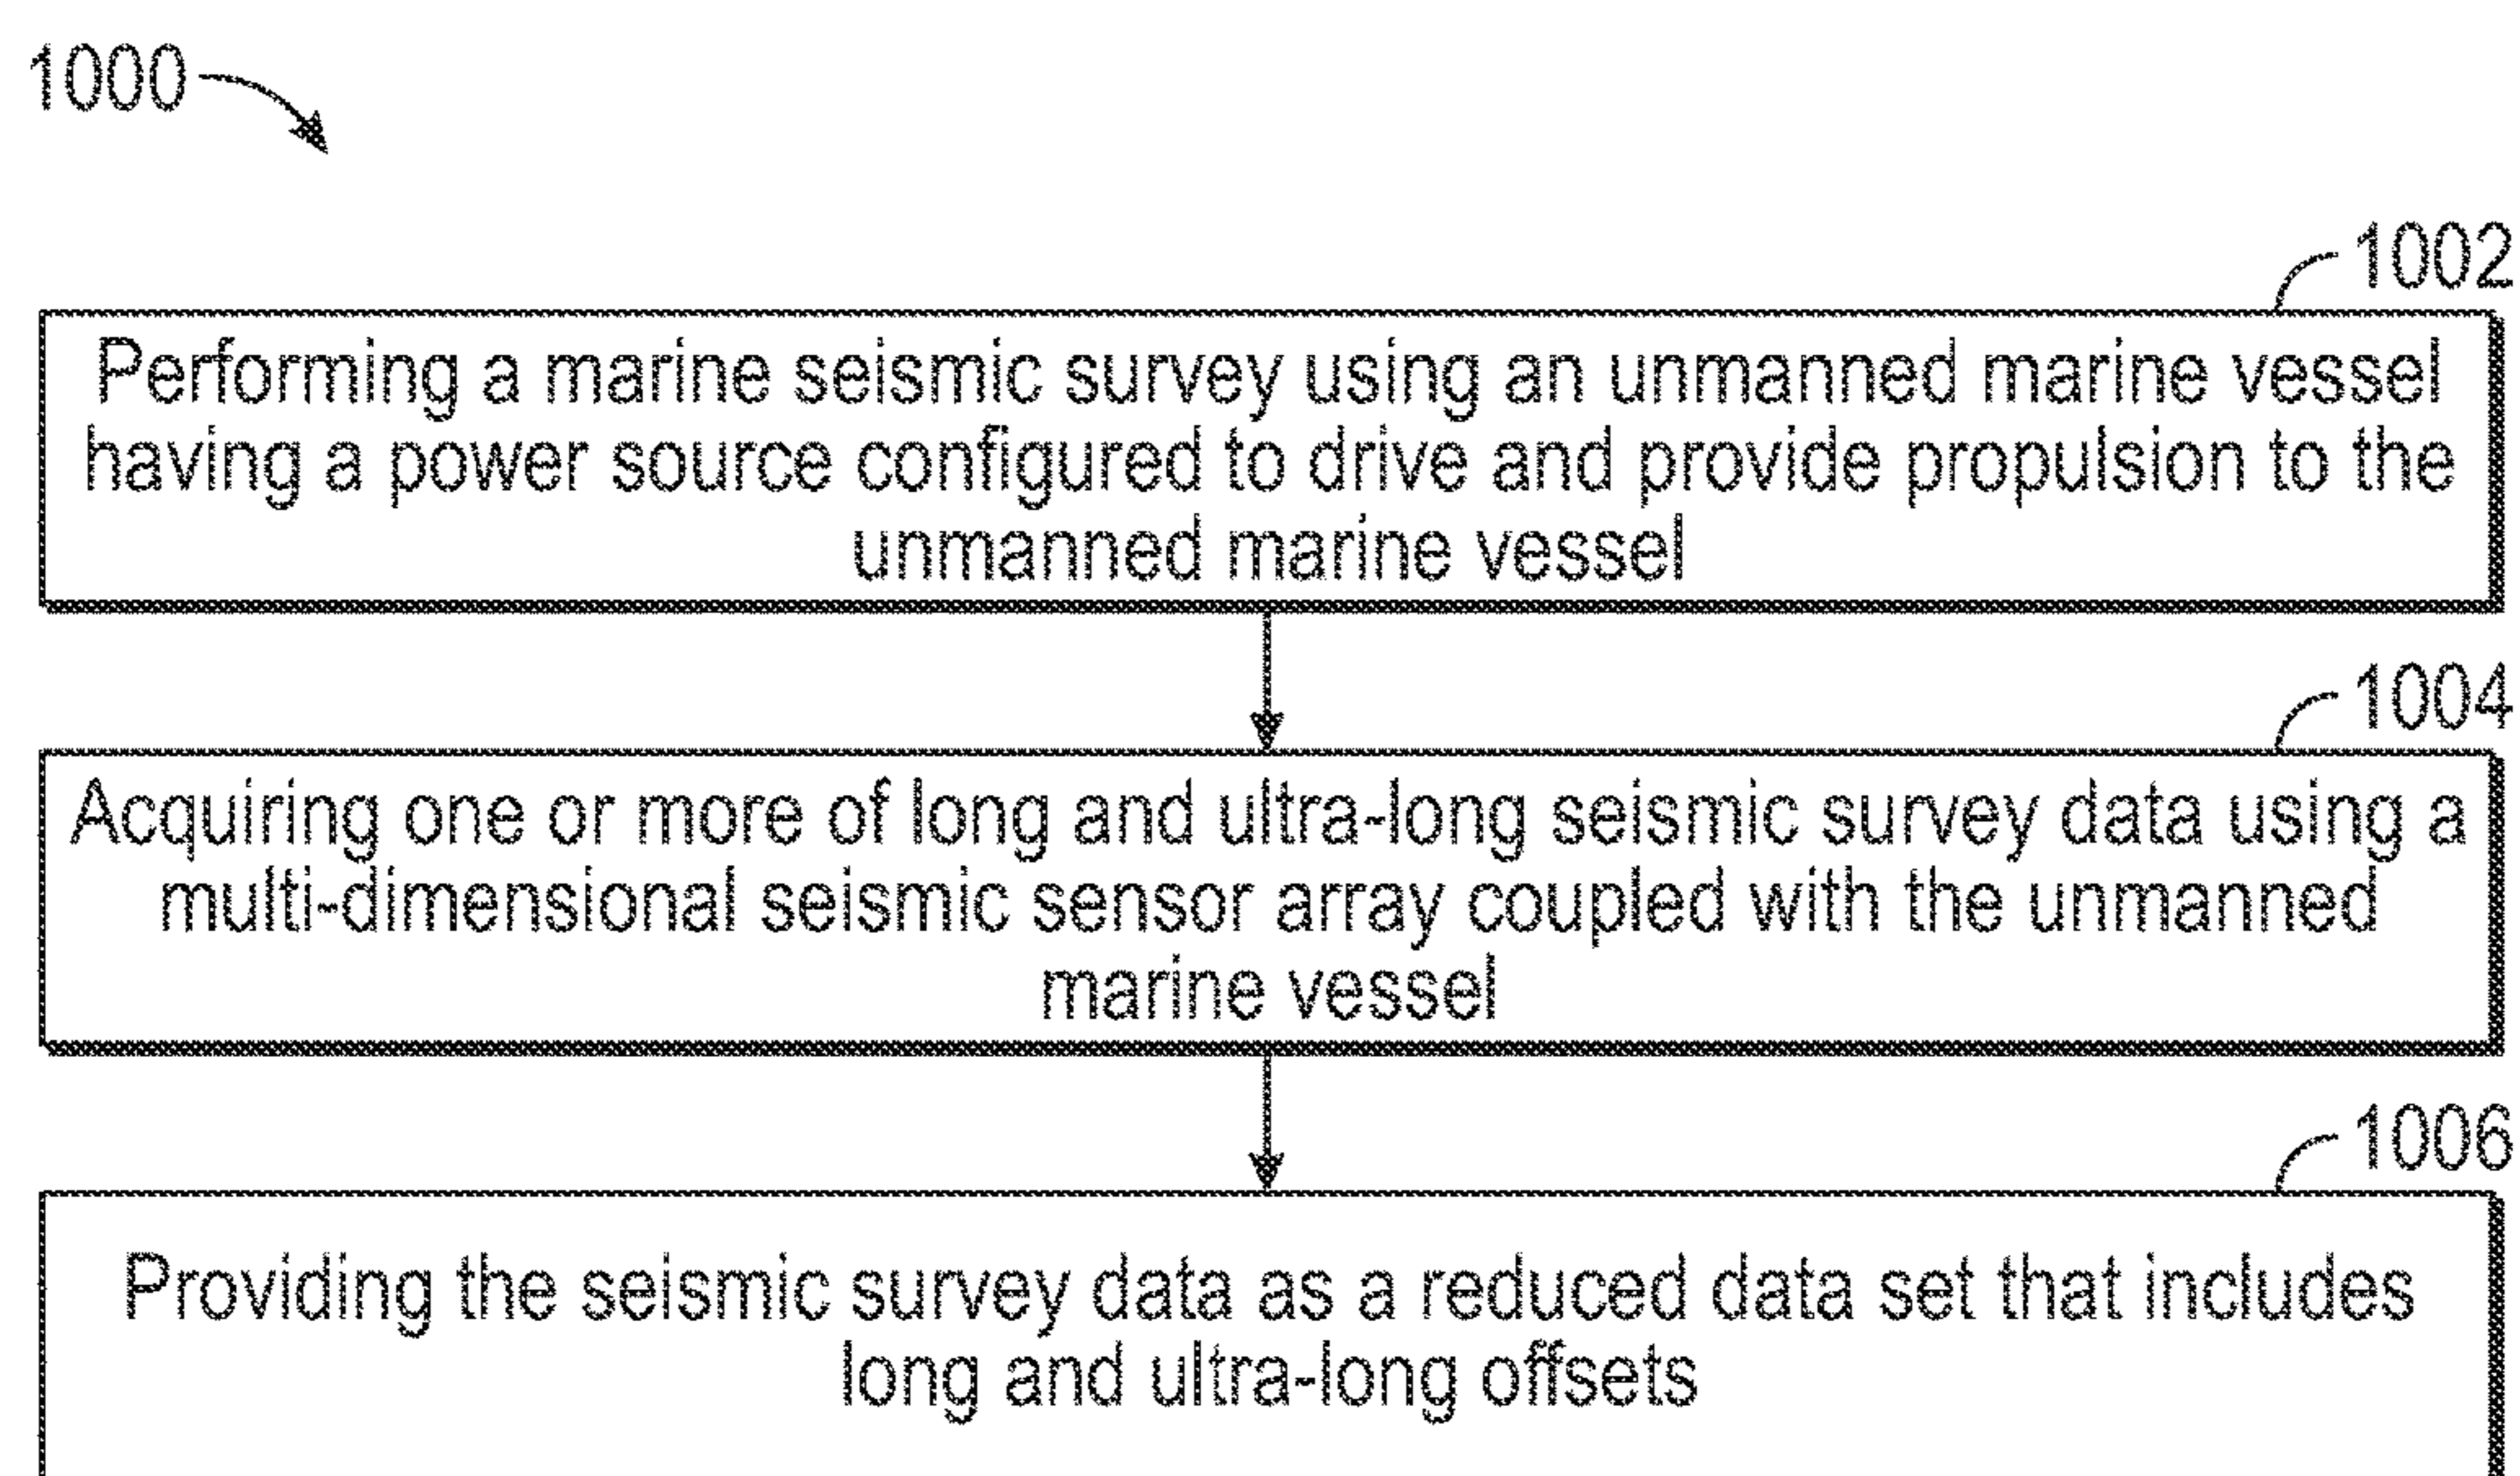 1000
1002
Performing a marine seismic survey using an unmanned marine vessel
having a power source configured to drive and provide propulsion to the
unmanned marine vessel
1004
Acquiring one or more of long and ultra-long seismic survey data using a
multi-dimensional seismic sensor array coupled with the unmanned
marine vessel
1006
Providing the seismic survey data as a reduced data set that includes
long and ultra-long offsets